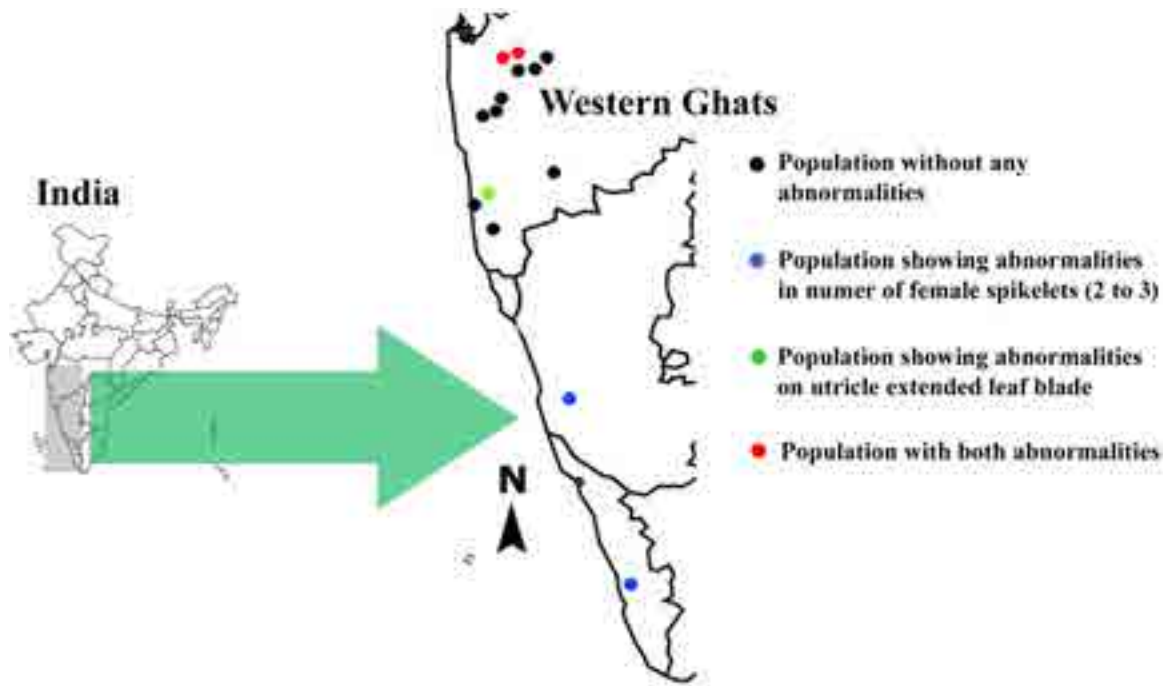 Western Ghats
India
Population without any
abnormalities
Population showing abnormalities
in numer of female spikelets (2 to 3)
Population showing abnormalities
on utricle extended leaf blade
Population with both abnormalities
N